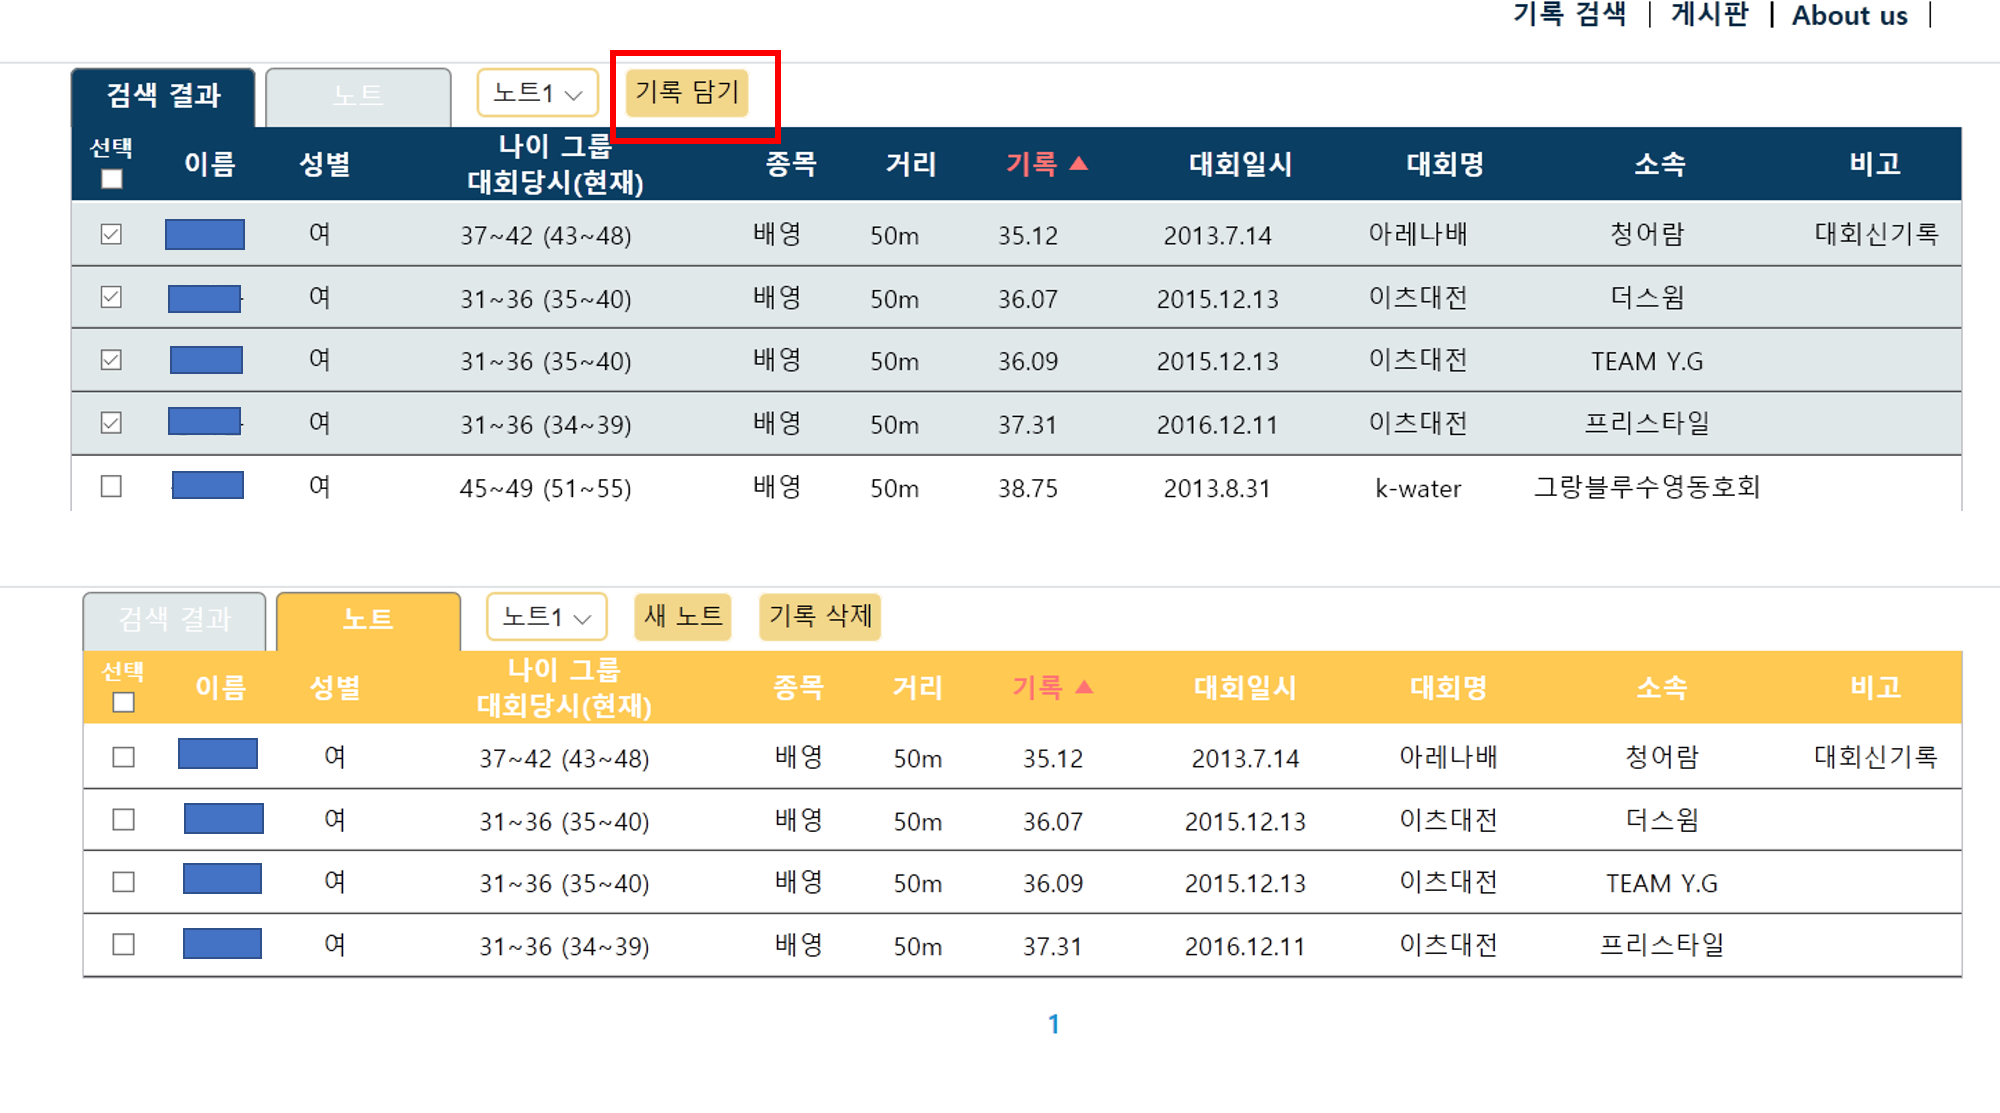 기록 검색 | 게시판 | About us |
검색 결과 노트 노트1 기록 담기
선택 이름 성별 나이 그룹 대회당시(현재) 종목 거리 기록 ▲ 대회일시 대회명 소속 비고
여 37~42 (43~48) 배영 50m 35.12 2013.7.14 아레나배 청어람 대회신기록
여 31~36 (35~40) 배영 50m 36.07 2015.12.13 이츠대전 더스윔
여 31~36 (35~40) 배영 50m 36.09 2015.12.13 이츠대전 TEAM Y.G
여 31~36 (34~39) 배영 50m 37.31 2016.12.11 이츠대전 프리스타일
여 45~49 (51~55) 배영 50m 38.75 2013.8.31 k-water 그랑블루수영동호회
검색 결과 노트 노트1 새 노트 기록 삭제
선택 이름 성별 나이 그룹 대회당시(현재) 종목 거리 기록 ▲ 대회일시 대회명 소속 비고
여 37~42 (43~48) 배영 50m 35.12 2013.7.14 아레나배 청어람 대회신기록
여 31~36 (35~40) 배영 50m 36.07 2015.12.13 이츠대전 더스윔
여 31~36 (35~40) 배영 50m 36.09 2015.12.13 이츠대전 TEAM Y.G
여 31~36 (34~39) 배영 50m 37.31 2016.12.11 이츠대전 프리스타일
1